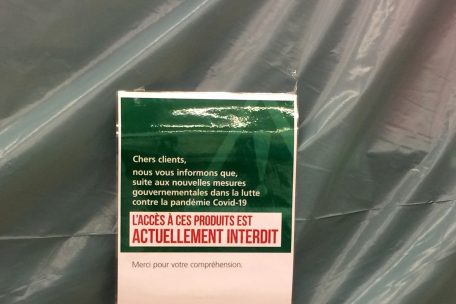 Chers clients,
nous vous informons que,
suite aux nouvelles mesures
gouvernementales dans la lutte
contre la pandémie Covid-19
L'ACCÈS À CES PRODUITS EST
ACTUELLEMENT INTERDIT
Merci pour votre compréhension.